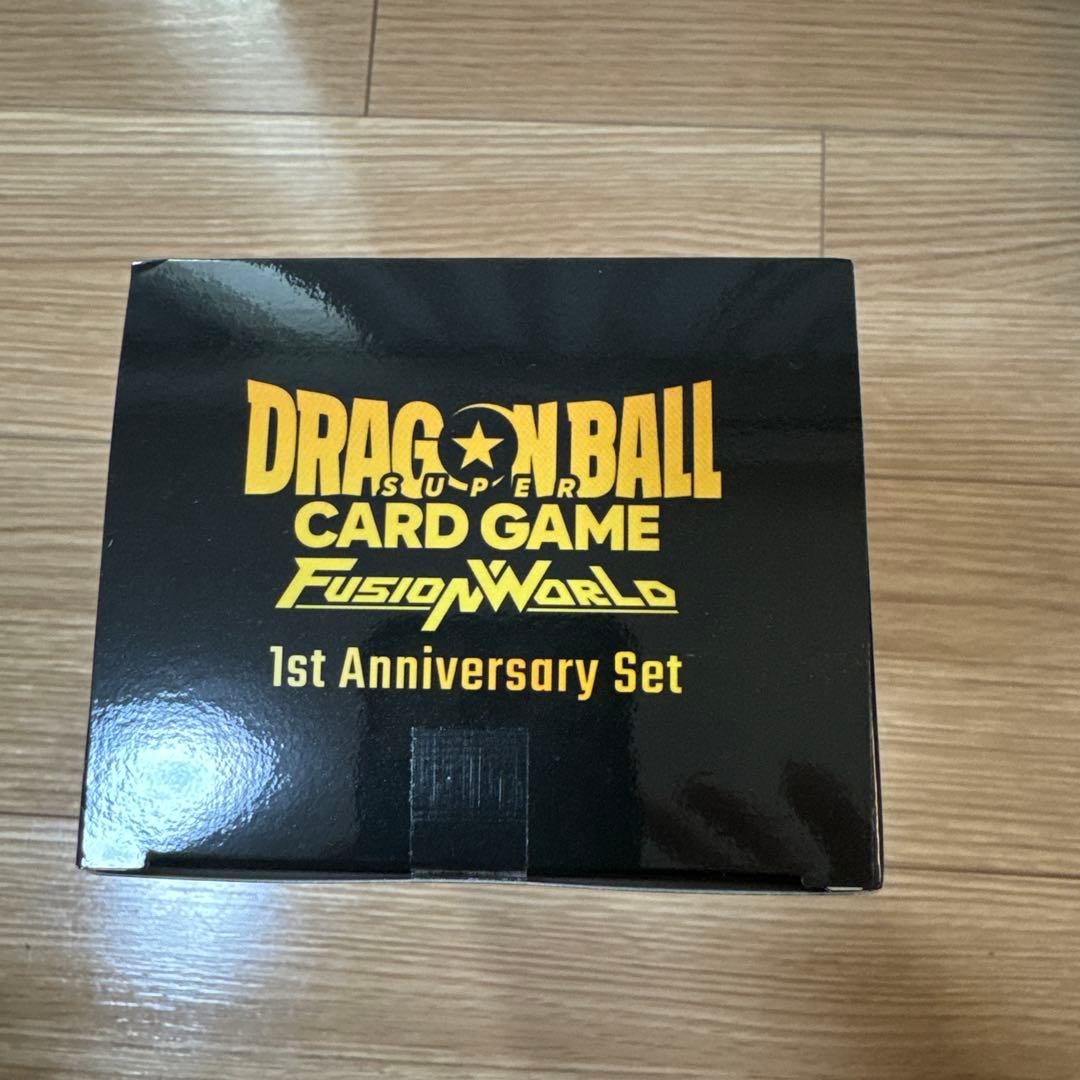 DRAGON BALL
SUPER
CARD GAME
FUSION WORLD
1st Anniversary Set